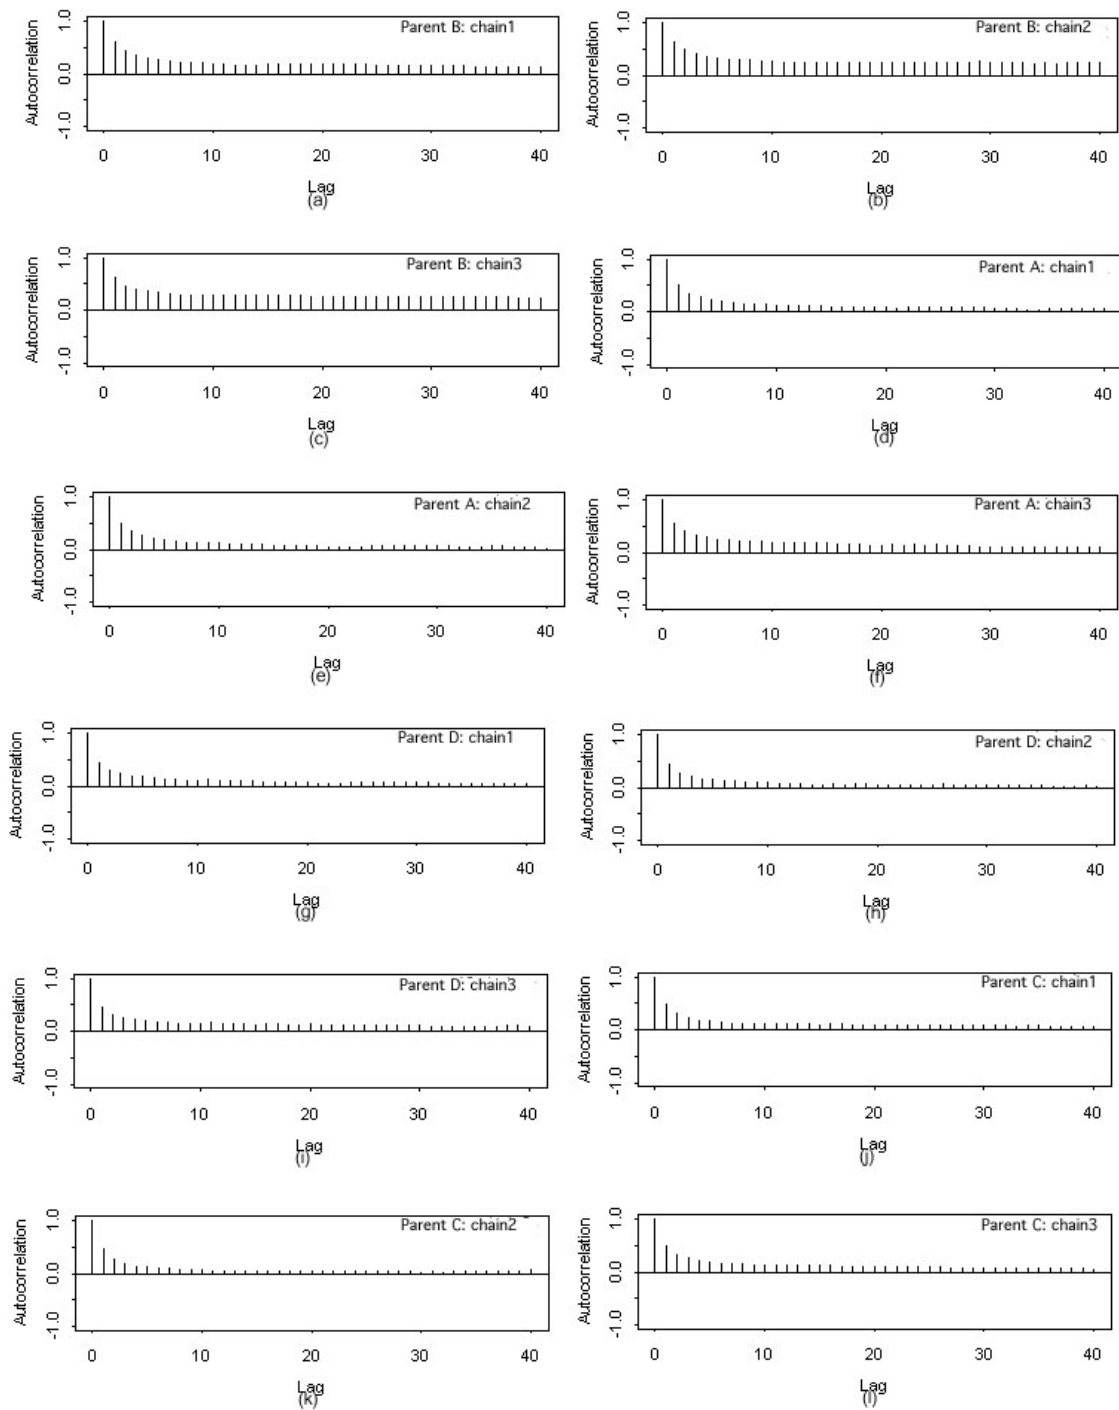 Parent B: chain1
Autocorrelation
1.0
0.0
-1.0
0 10 20 30 40
Lag
(a)
Parent B: chain2
Autocorrelation
1.0
0.0
-1.0
0 10 20 30 40
Lag
(b)
Parent B: chain3
Autocorrelation
1.0
0.0
-1.0
0 10 20 30 40
Lag
(c)
Parent A: chain1
Autocorrelation
1.0
0.0
-1.0
0 10 20 30 40
Lag
(d)
Parent A: chain2
Autocorrelation
1.0
0.0
-1.0
0 10 20 30 40
Lag
(e)
Parent A: chain3
Autocorrelation
1.0
0.0
-1.0
0 10 20 30 40
Lag
(f)
Parent D: chain1
Autocorrelation
1.0
0.0
-1.0
0 10 20 30 40
Lag
(g)
Parent D: chain2
Autocorrelation
1.0
0.0
-1.0
0 10 20 30 40
Lag
(h)
Parent D: chain3
Autocorrelation
1.0
0.0
-1.0
0 10 20 30 40
Lag
(i)
Parent C: chain1
Autocorrelation
1.0
0.0
-1.0
0 10 20 30 40
Lag
(j)
Parent C: chain2
Autocorrelation
1.0
0.0
-1.0
0 10 20 30 40
Lag
(k)
Parent C: chain3
Autocorrelation
1.0
0.0
-1.0
0 10 20 30 40
Lag
(l)